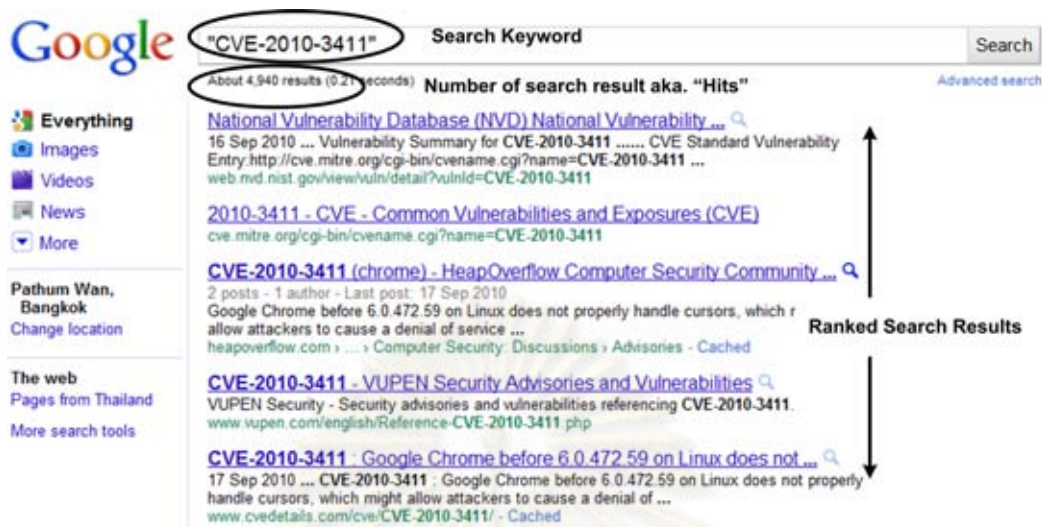 Google
"CVE-2010-3411"
Search Keyword
Search
About 4,940 results (0.21 seconds)
Number of search result aka. “Hits”
Advanced search
Everything
Images
Videos
News
More
Pathum Wan,
Bangkok
Change location
The web
Pages from Thailand
More search tools
National Vulnerability Database (NVD) National Vulnerability ...
16 Sep 2010 ... Vulnerability Summary for CVE-2010-3411 ...... CVE Standard Vulnerability
Entry:http://cve.mitre.org/cgi-bin/cvename.cgi?name=CVE-2010-3411 ...
web.nvd.nist.gov/view/vuln/detail?vulnId=CVE-2010-3411
2010-3411 - CVE - Common Vulnerabilities and Exposures (CVE)
cve.mitre.org/cgi-bin/cvename.cgi?name=CVE-2010-3411
CVE-2010-3411 (chrome) - HeapOverflow Computer Security Community ...
2 posts - 1 author - Last post: 17 Sep 2010
Google Chrome before 6.0.472.59 on Linux does not properly handle cursors, which r
allow attackers to cause a denial of service ...
heapoverflow.com › ... › Computer Security: Discussions › Advisories - Cached
Ranked Search Results
CVE-2010-3411 - VUPEN Security Advisories and Vulnerabilities
VUPEN Security - Security advisories and vulnerabilities referencing CVE-2010-3411.
www.vupen.com/english/Reference-CVE-2010-3411.php
CVE-2010-3411 : Google Chrome before 6.0.472.59 on Linux does not ...
17 Sep 2010 ... CVE-2010-3411 : Google Chrome before 6.0.472.59 on Linux does not properly
handle cursors, which might allow attackers to cause a denial of ...
www.cvedetails.com/cve/CVE-2010-3411/ - Cached